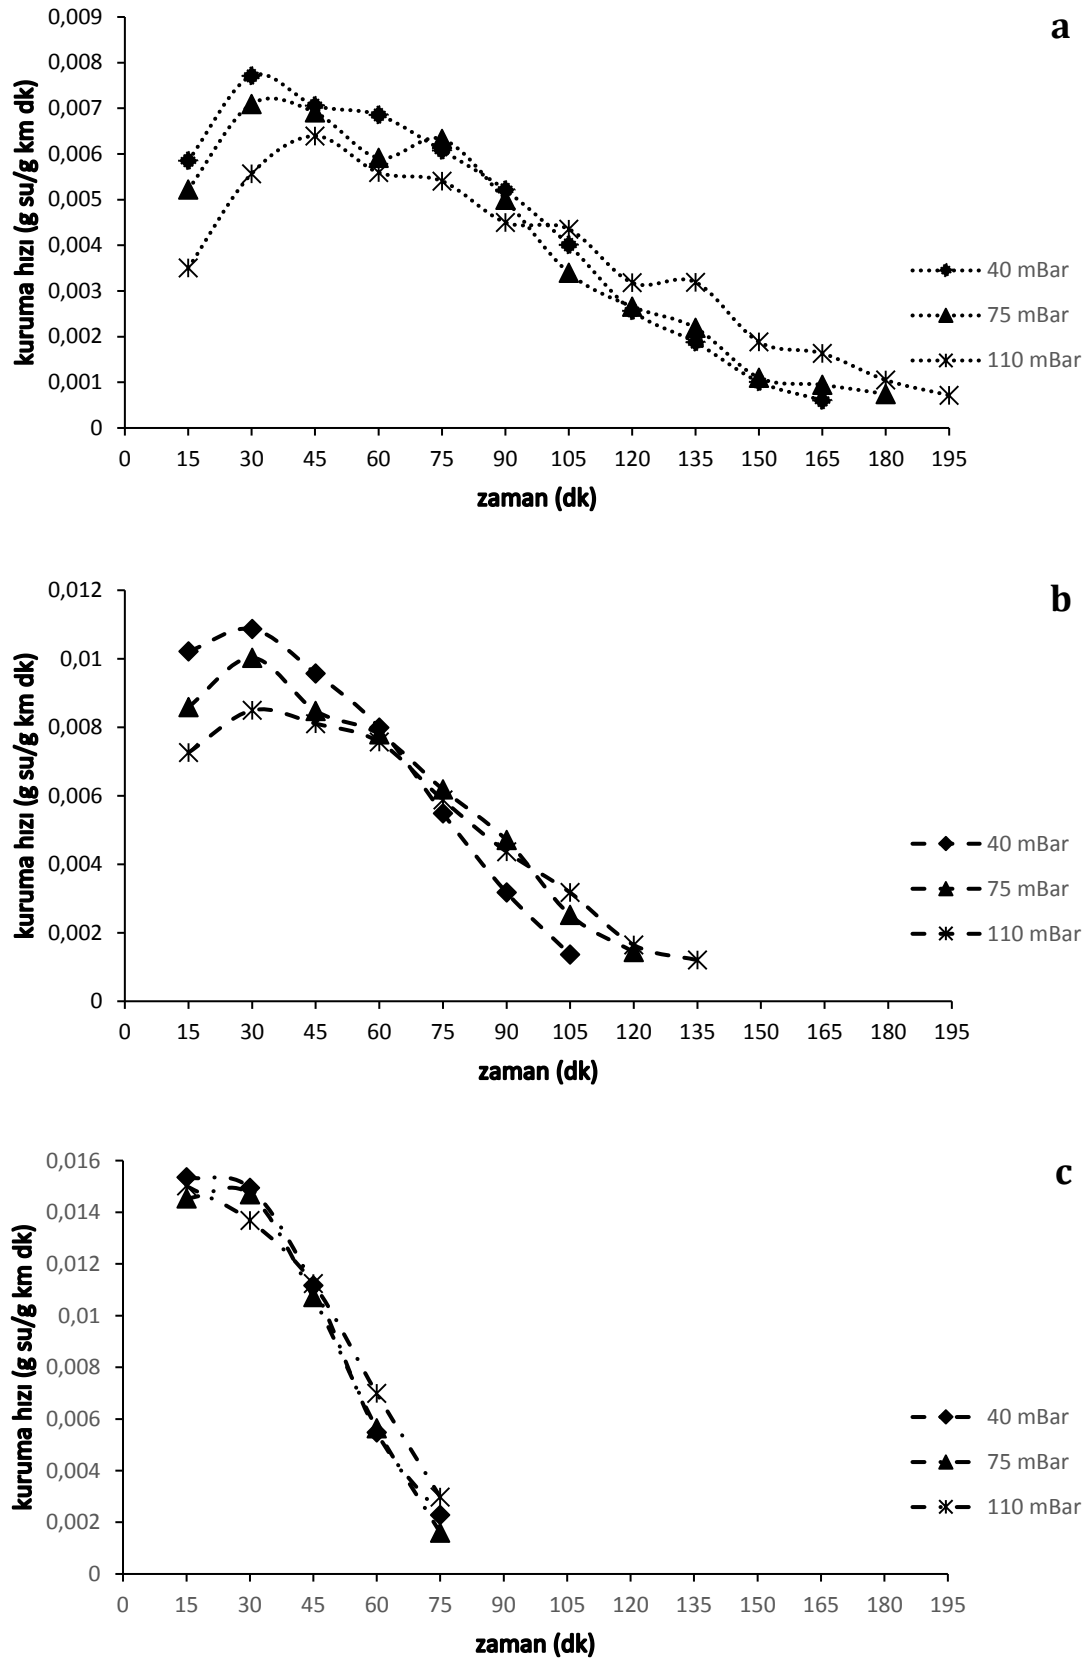 a
0,009
0,008
0,007
0,006
0,005
0,004
0,003
0,002
0,001
0
kuruma hızı (g su/g km dk)
40 mBar
75 mBar
110 mBar
0 15 30 45 60 75 90 105 120 135 150 165 180 195
zaman (dk)
b
0,012
0,01
0,008
0,006
0,004
0,002
0
kuruma hızı (g su/g km dk)
40 mBar
75 mBar
110 mBar
0 15 30 45 60 75 90 105 120 135 150 165 180 195
zaman (dk)
c
0,016
0,014
0,012
0,01
0,008
0,006
0,004
0,002
0
kuruma hızı (g su/g km dk)
40 mBar
75 mBar
110 mBar
0 15 30 45 60 75 90 105 120 135 150 165 180 195
zaman (dk)